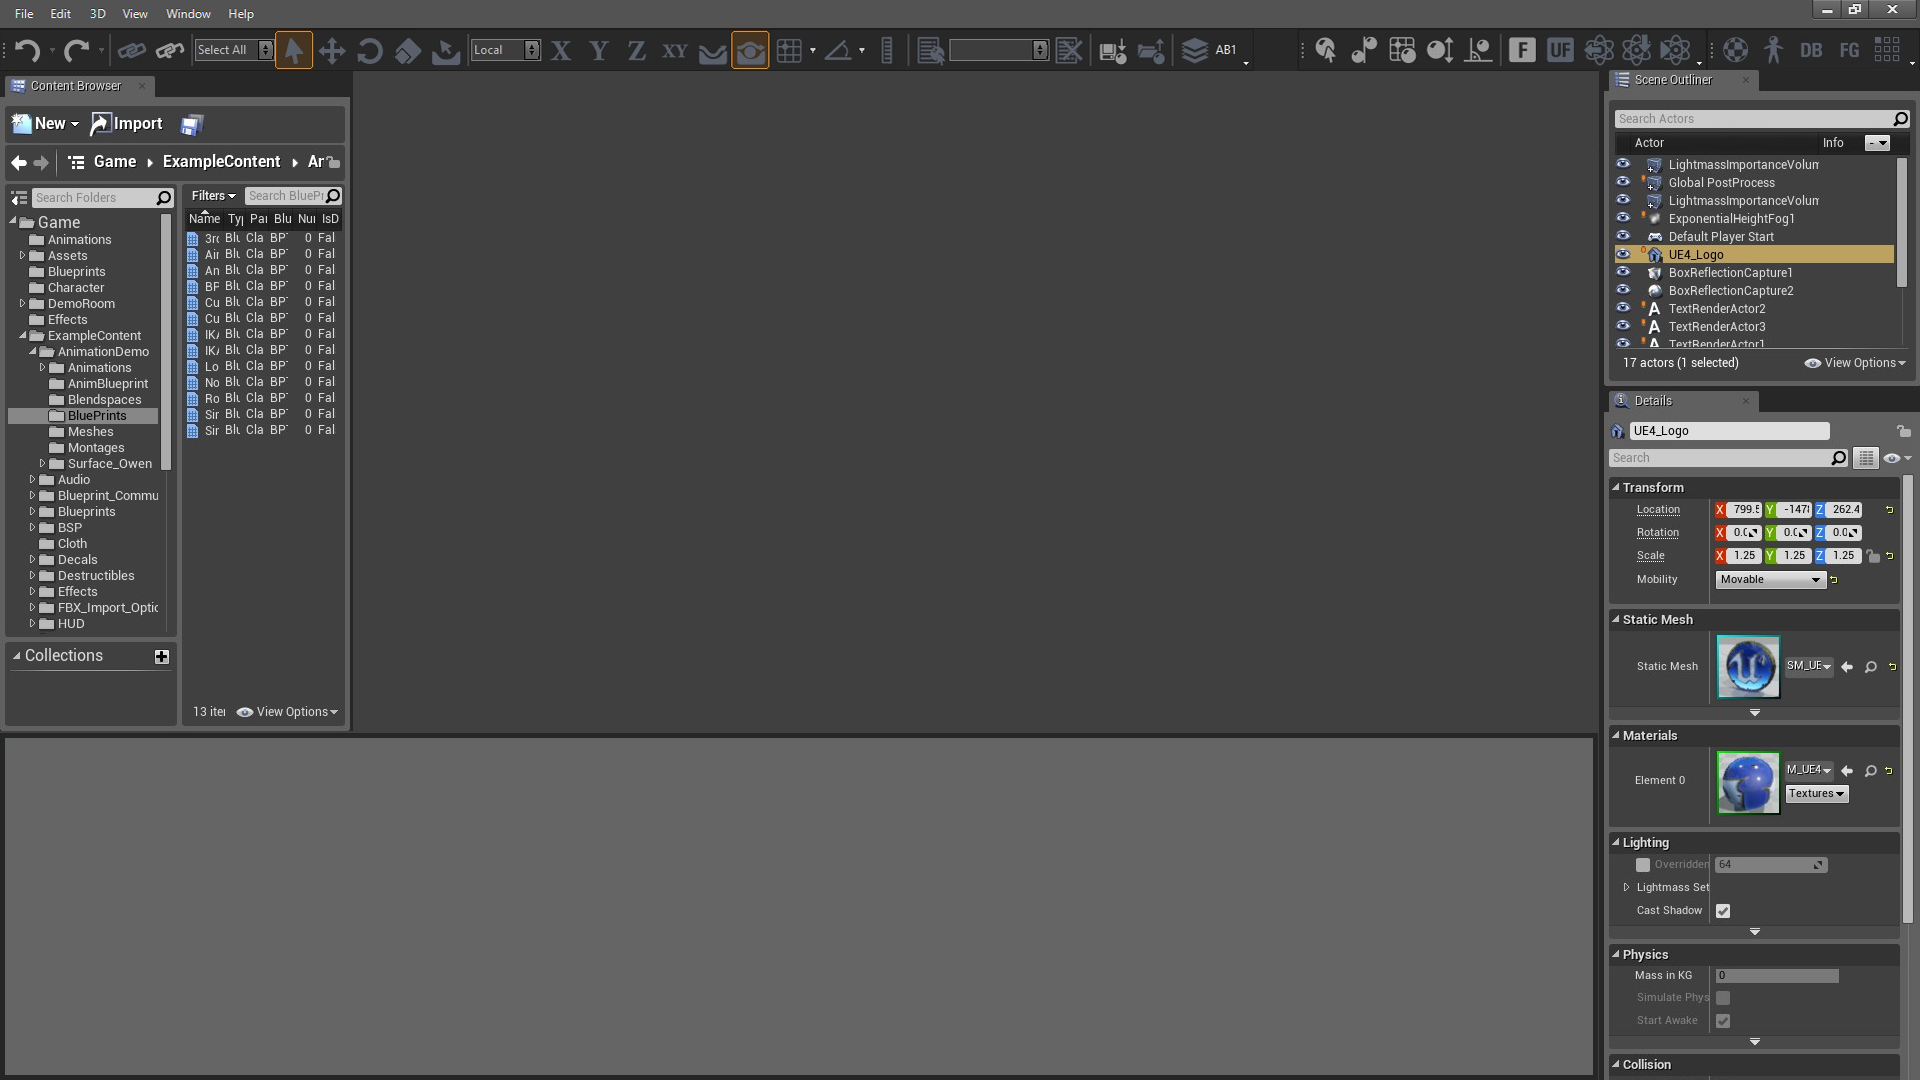 File Edit 3D View Window Help
Select All
Local
X Y Z XY
AB1
F UF
DB FG
Content Browser
New
Import
Game ExampleContent
Search Folders
Game
Animations
Assets
Blueprints
Character
DemoRoom
Effects
ExampleContent
AnimationDemo
Animations
AnimBlueprint
Blendspaces
BluePrints
Meshes
Montages
Surface_Owen
Audio
Blueprint_Commu
Blueprints
BSP
Cloth
Decals
Destructibles
Effects
FBX_Import_Optic
HUD
Collections
Filters
Search BluePr
Name Ty Pa Blu Nu IsD
3rd Blu Cla BP 0 Fal
Air Blu Cla BP 0 Fal
An Blu Cla BP 0 Fal
BP Blu Cla BP 0 Fal
Cu Blu Cla BP 0 Fal
Cu Blu Cla BP 0 Fal
IK Blu Cla BP 0 Fal
IK Blu Cla BP 0 Fal
Lo Blu Cla BP 0 Fal
No Blu Cla BP 0 Fal
Ro Blu Cla BP 0 Fal
Sir Blu Cla BP 0 Fal
Sir Blu Cla BP 0 Fal
13 iter
View Options
Scene Outliner
Search Actors
Actor Info
LightmassImportanceVolum
Global PostProcess
LightmassImportanceVolum
ExponentialHeightFog1
Default Player Start
UE4_Logo
BoxReflectionCapture1
BoxReflectionCapture2
TextRenderActor2
TextRenderActor3
TextRenderActor1
17 actors (1 selected)
View Options
Details
UE4_Logo
Search
Transform
Location X 799.5 Y -147 Z 262.4
Rotation X 0.0 Y 0.0 Z 0.0
Scale X 1.25 Y 1.25 Z 1.25
Mobility Movable
Static Mesh
Static Mesh SM_UE
Materials
Element 0 M_UE4
Textures
Lighting
Overridden 64
Lightmass Set
Cast Shadow
Physics
Mass in KG 0
Simulate Phys
Start Awake
Collision